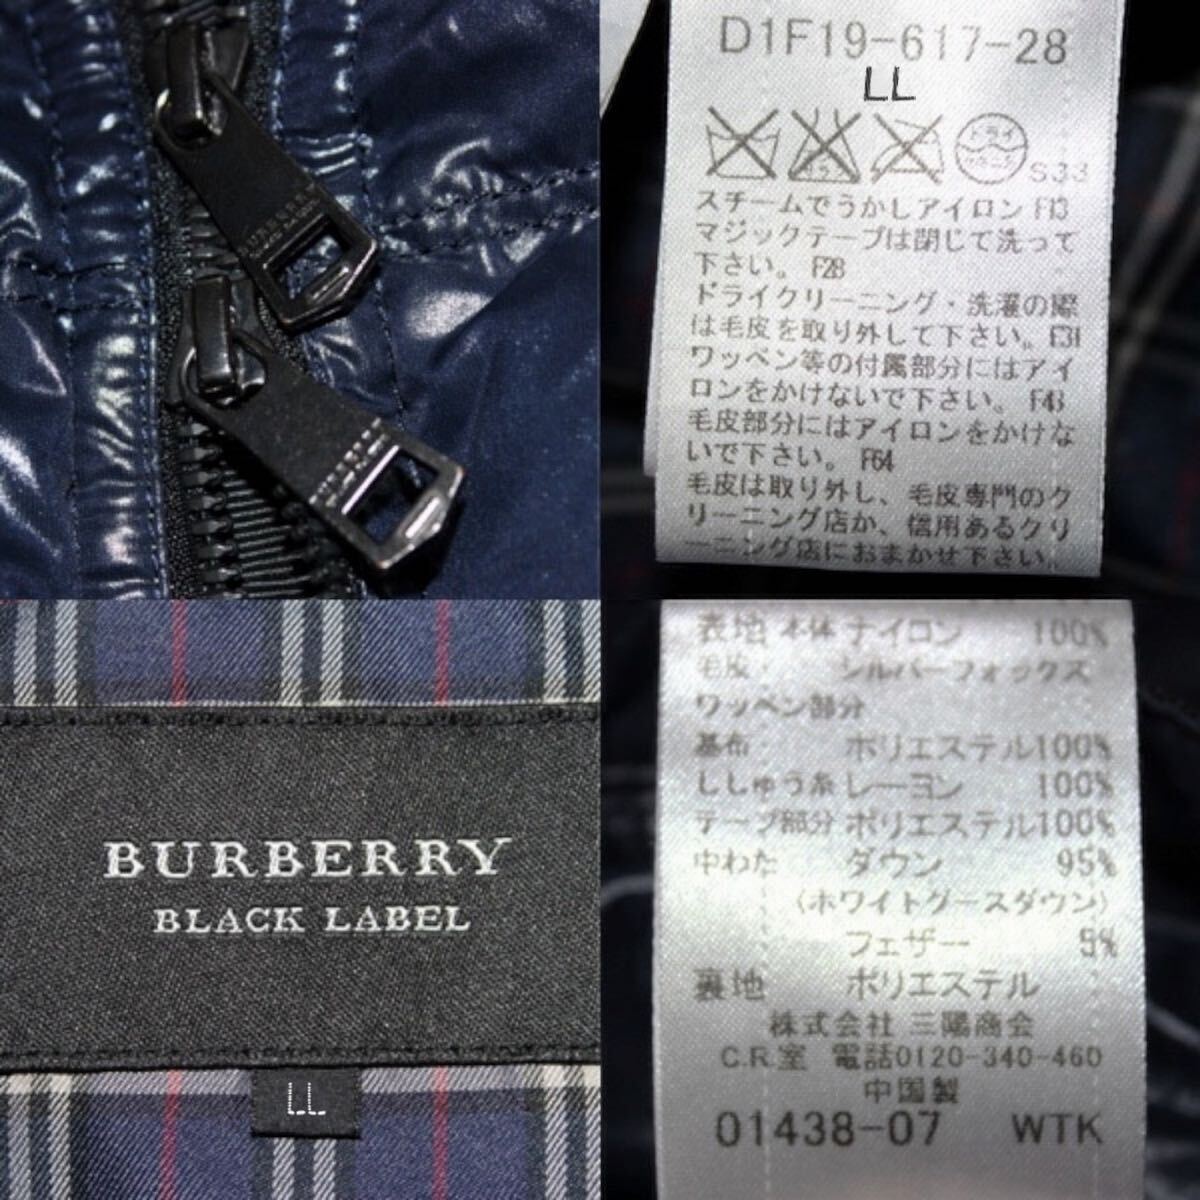 BURBERRY
D1F19-617-28
LL
ドライ
S33
スチームでうかしアイロン F13
マジックテープは閉じて洗って
下さい。 F28
ドライクリーニング・洗濯の際
は毛皮を取り外して下さい。 F31
ワッペン等の付属部分にはアイ
ロンをかけないで下さい。 F43
毛皮部分にはアイロンをかけな
いで下さい。 F64
毛皮は取り外し、毛皮専門のク
リーニング店か、信用あるクリ
ーニング店におまかせ下さい。
BURBERRY
BLACK LABEL
LL
表地 本体 ナイロン 100%
毛皮・ シルバーフォックス
ワッペン部分
基布・ ポリエステル100%
ししゅう糸 レーヨン 100%
テープ部分 ポリエステル100%
中わた ダウン 95%
(ホワイトグースダウン)
フェザー 5%
裏地 ポリエステル
株式会社 三陽商会
C.R.室 電話0120-340-460
中国製
01438-07 WTK